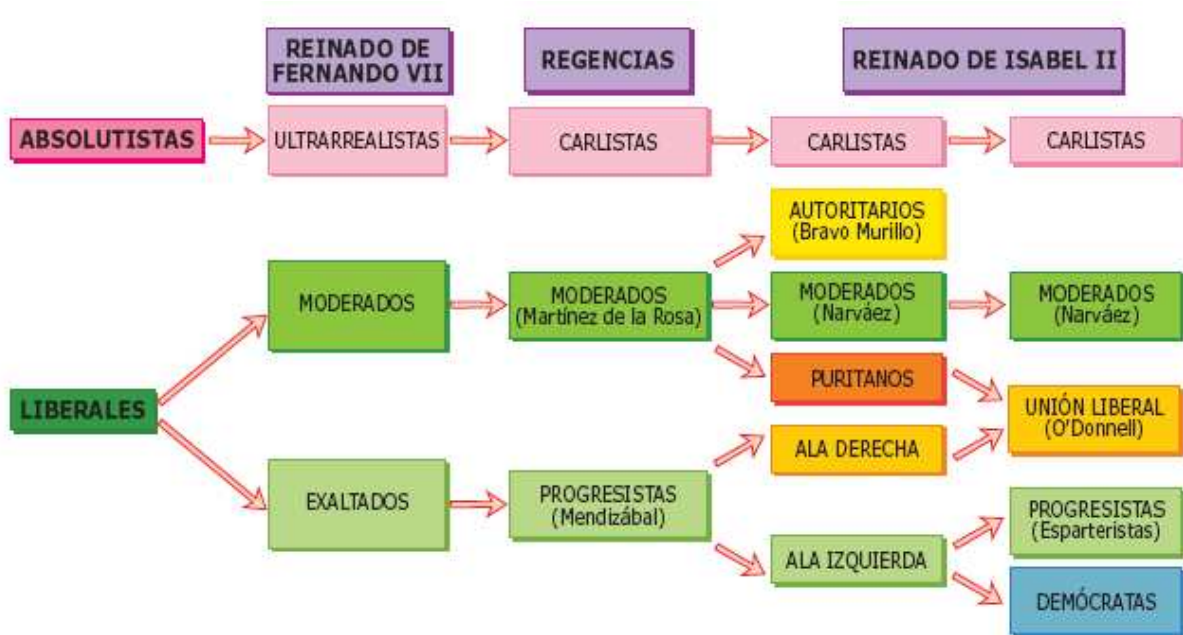 REINADO DE
FERNANDO VII
REGENCIAS
REINADO DE ISABEL II
ABSOLUTISTAS
ULTRARREALISTAS
CARLISTAS
CARLISTAS
CARLISTAS
AUTORITARIOS
(Bravo Murillo)
MODERADOS
MODERADOS
(Martínez de la Rosa)
MODERADOS
(Narváez)
MODERADOS
(Narváez)
PURITANOS
LIBERALES
UNIÓN LIBERAL
(O'Donnell)
ALA DERECHA
EXALTADOS
PROGRESISTAS
(Mendizábal)
PROGRESISTAS
(Esparteristas)
ALA IZQUIERDA
DEMÓCRATAS